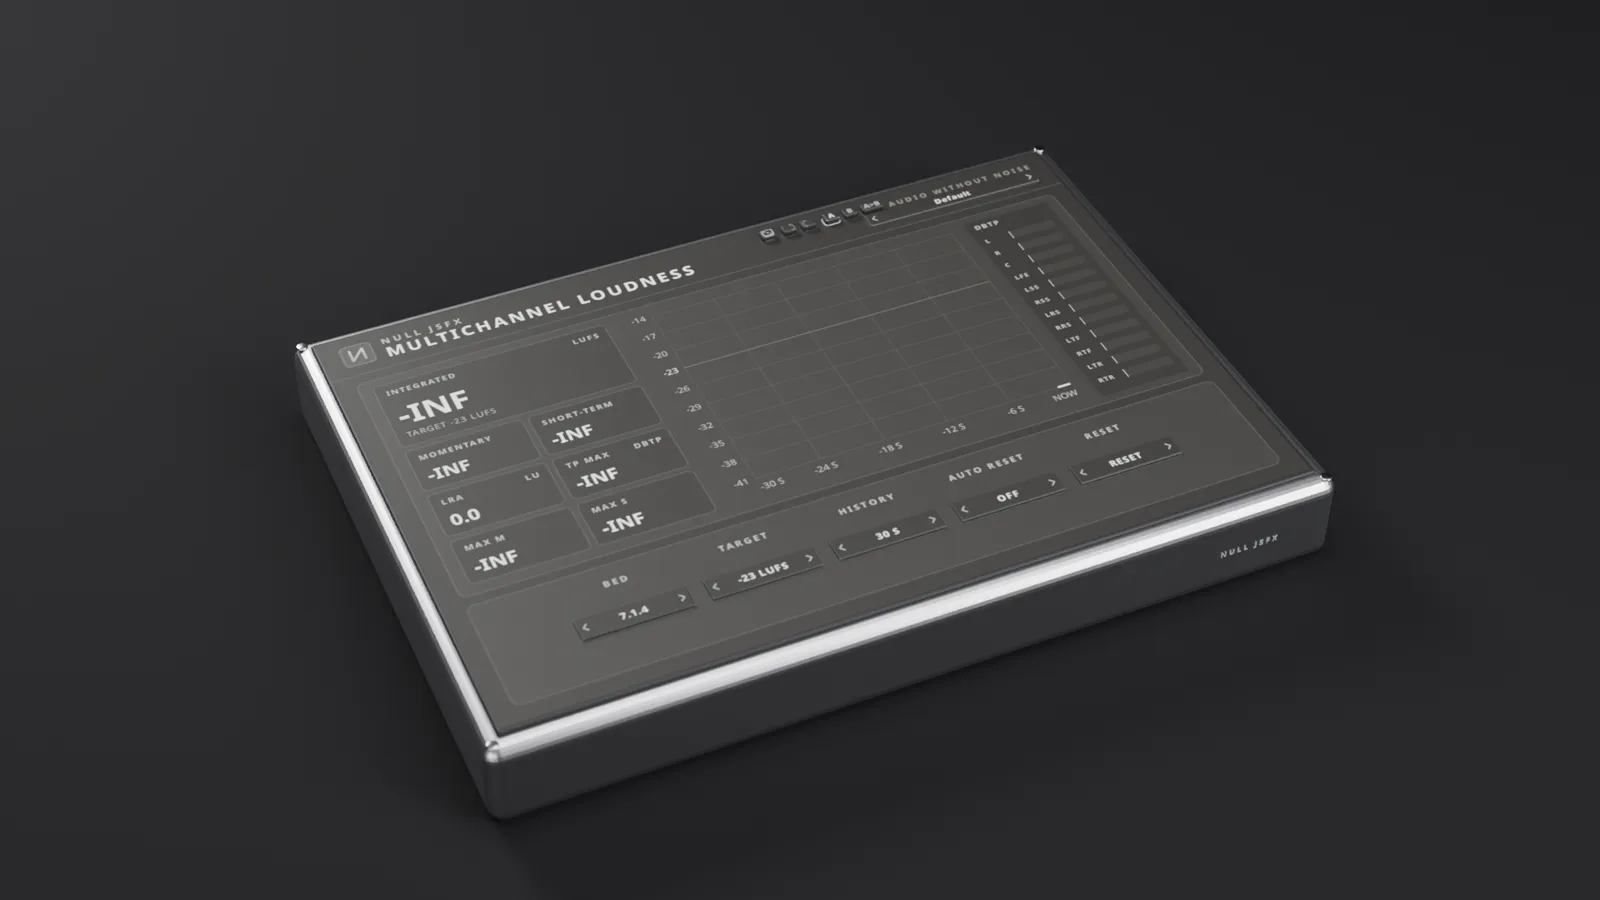 NULL JSFX
MULTICHANNEL LOUDNESS
A
B
A>B
AUDIO WITHOUT NOISE
< Default >
INTEGRATED
LUFS
-INF
TARGET -23 LUFS
MOMENTARY
-INF
SHORT-TERM
-INF
LRA
LU
0.0
TP MAX
DBTP
-INF
MAX M
-INF
MAX S
-INF
-14
-17
-20
-23
-26
-29
-32
-35
-38
-41
-30 S
-24 S
-18 S
-12 S
-6 S
NOW
DBTP
L
R
C
LFE
LSS
RSS
LRS
RRS
LTF
RTF
LTR
RTR
BED
< 7.1.4 >
TARGET
< -23 LUFS >
HISTORY
< 30 S >
AUTO RESET
< OFF >
RESET
< RESET >
NULL JSFX